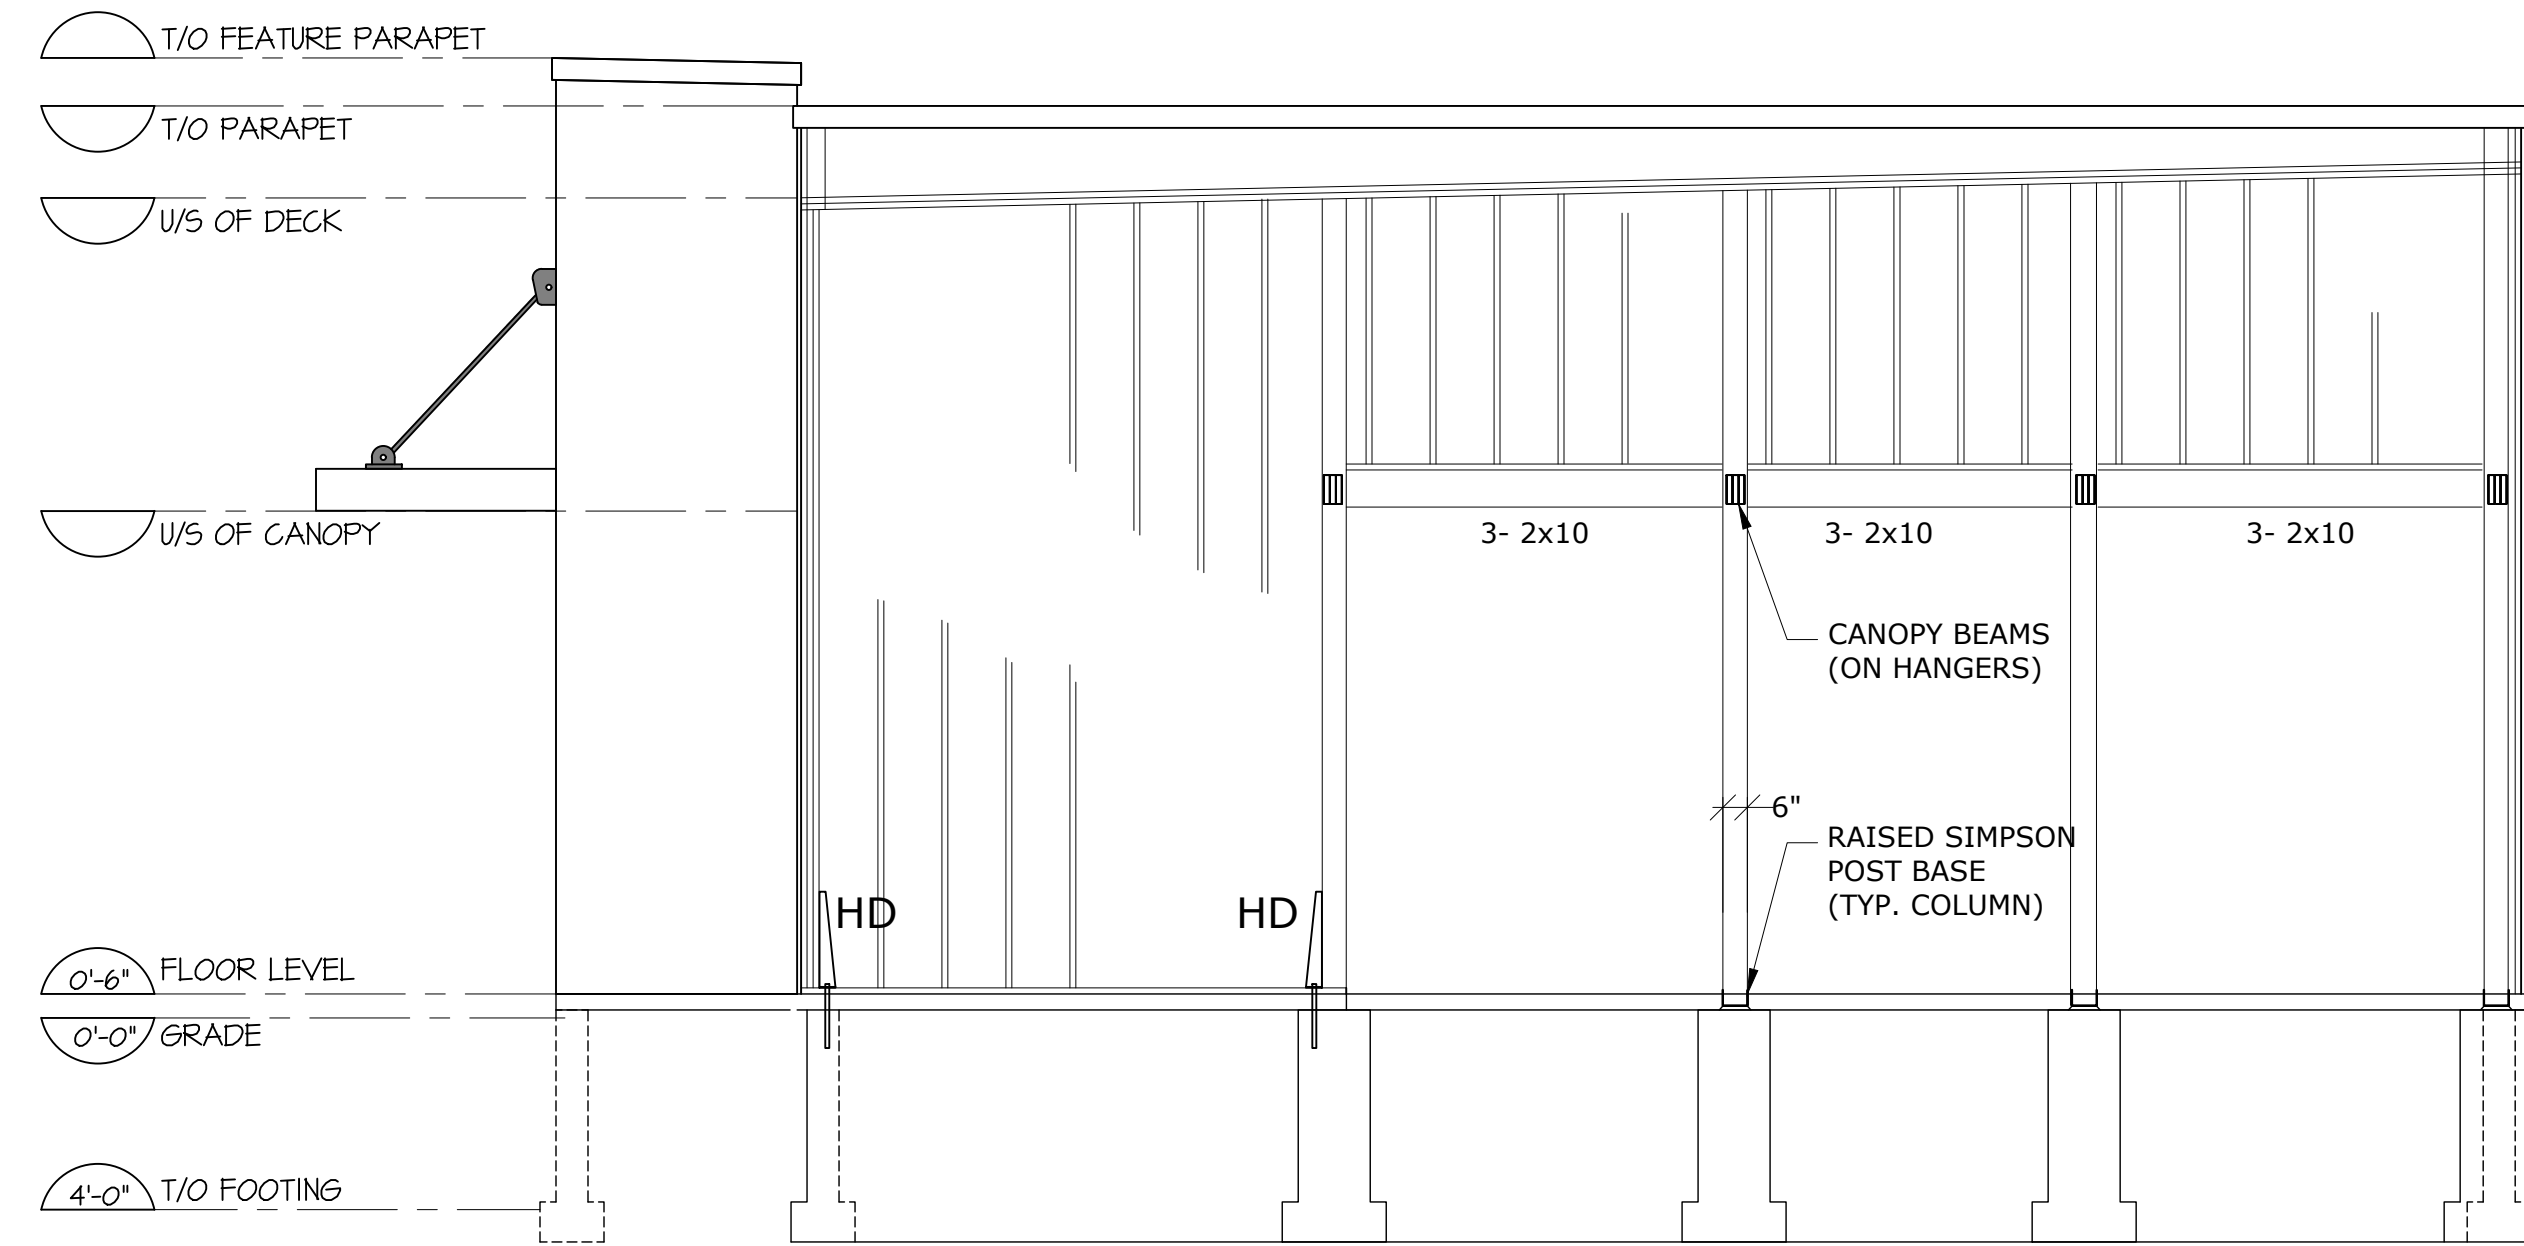 T/O FEATURE PARAPET
T/O PARAPET
U/S OF DECK
U/S OF CANOPY
3- 2x10
3- 2x10
3- 2x10
CANOPY BEAMS
(ON HANGERS)
6"
RAISED SIMPSON
POST BASE
(TYP. COLUMN)
HD
HD
0'-6" FLOOR LEVEL
0'-0" GRADE
4'-0" T/O FOOTING